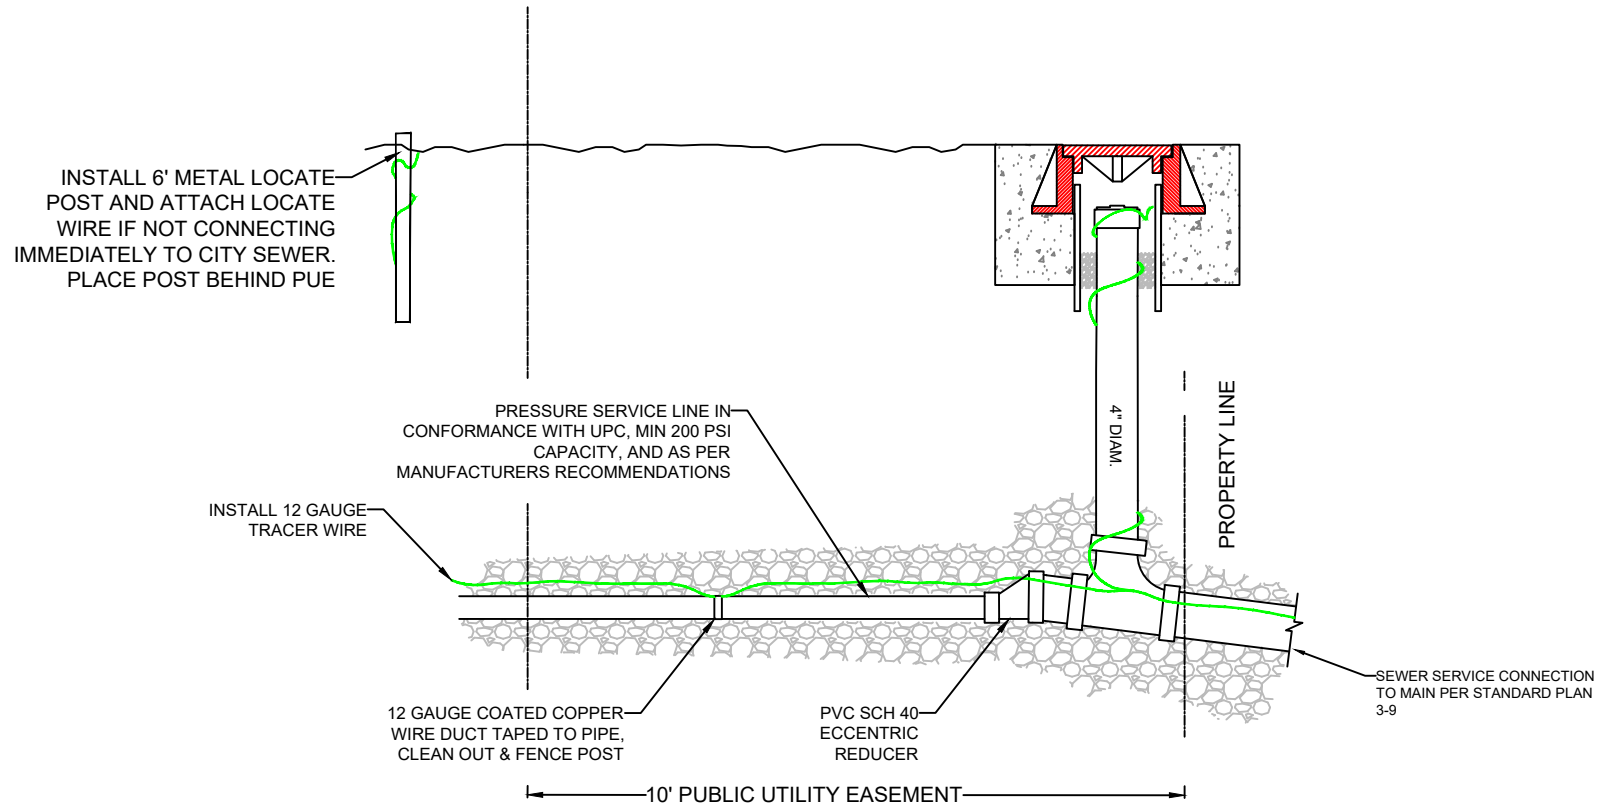 INSTALL 6' METAL LOCATE
POST AND ATTACH LOCATE
WIRE IF NOT CONNECTING
IMMEDIATELY TO CITY SEWER.
PLACE POST BEHIND PUE
PRESSURE SERVICE LINE IN
CONFORMANCE WITH UPC, MIN 200 PSI
CAPACITY, AND AS PER
MANUFACTURERS RECOMMENDATIONS
4" DIAM.
PROPERTY LINE
INSTALL 12 GAUGE
TRACER WIRE
12 GAUGE COATED COPPER
WIRE DUCT TAPED TO PIPE,
CLEAN OUT & FENCE POST
PVC SCH 40
ECCENTRIC
REDUCER
SEWER SERVICE CONNECTION
TO MAIN PER STANDARD PLAN
3-9
10' PUBLIC UTILITY EASEMENT